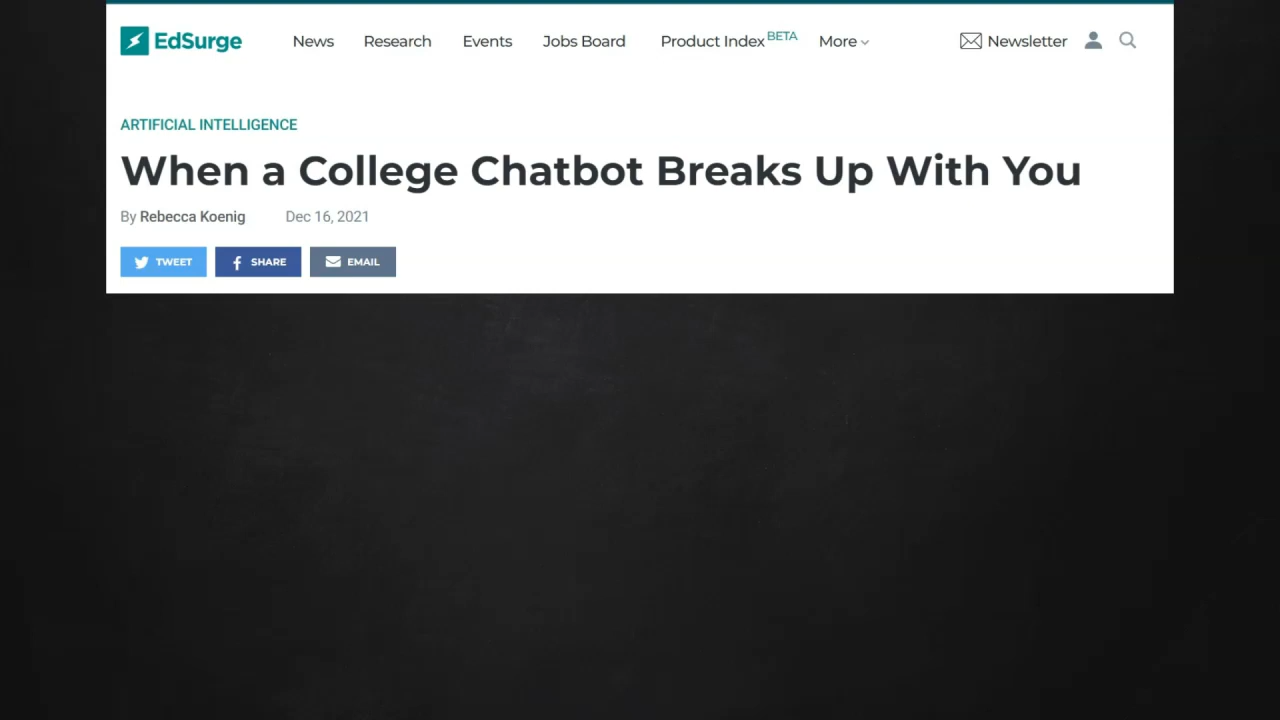 EdSurge News Research Events Jobs Board Product Index BETA More Newsletter
ARTIFICIAL INTELLIGENCE
When a College Chatbot Breaks Up With You
By Rebecca Koenig Dec 16, 2021
TWEET SHARE EMAIL